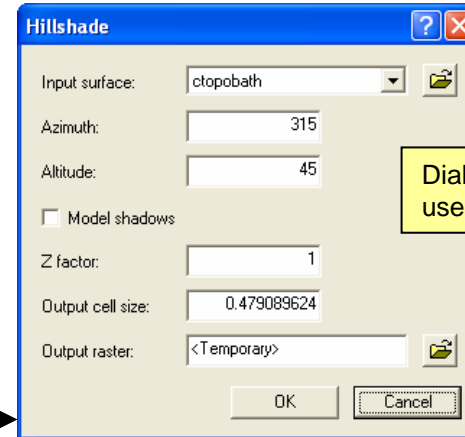 Hillshade
Input surface: ctopobath
Azimuth: 315
Altitude: 45
Model shadows
Z factor: 1
Output cell size: 0.479089624
Output raster: <Temporary>
OK Cancel
use